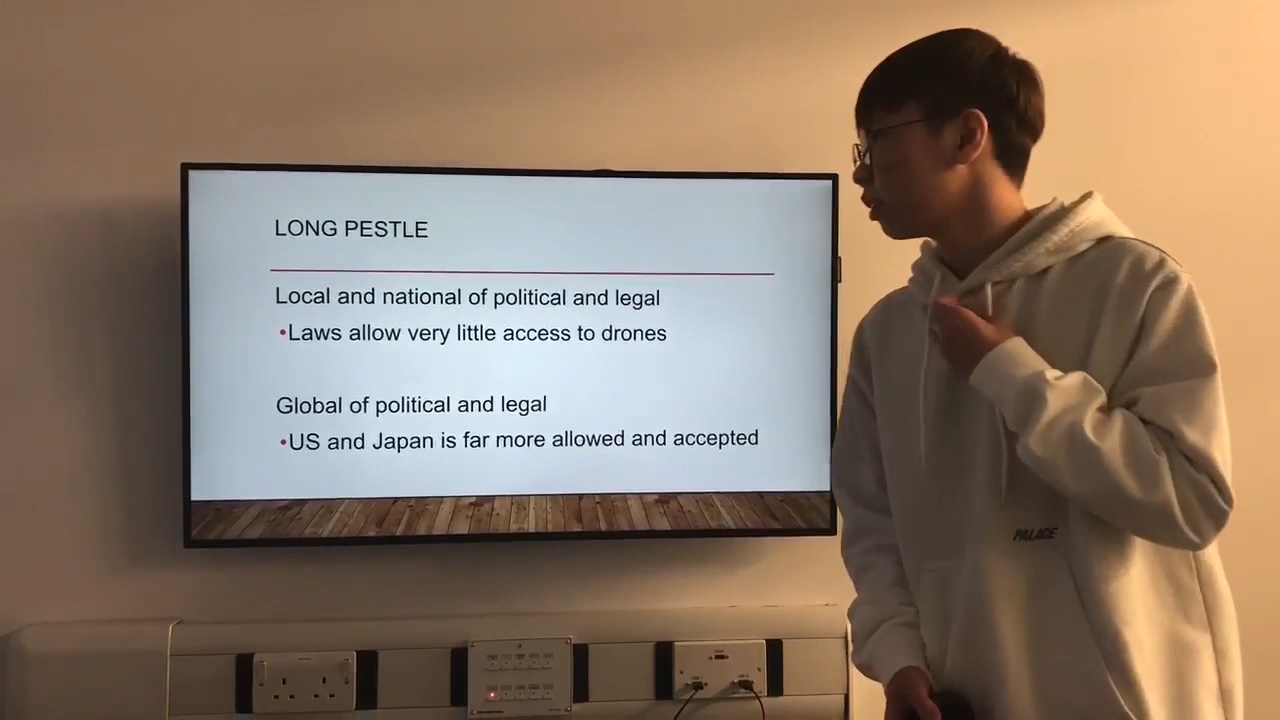 LONG PESTLE
Local and national of political and legal
•Laws allow very little access to drones
Global of political and legal
•US and Japan is far more allowed and accepted
PALACE